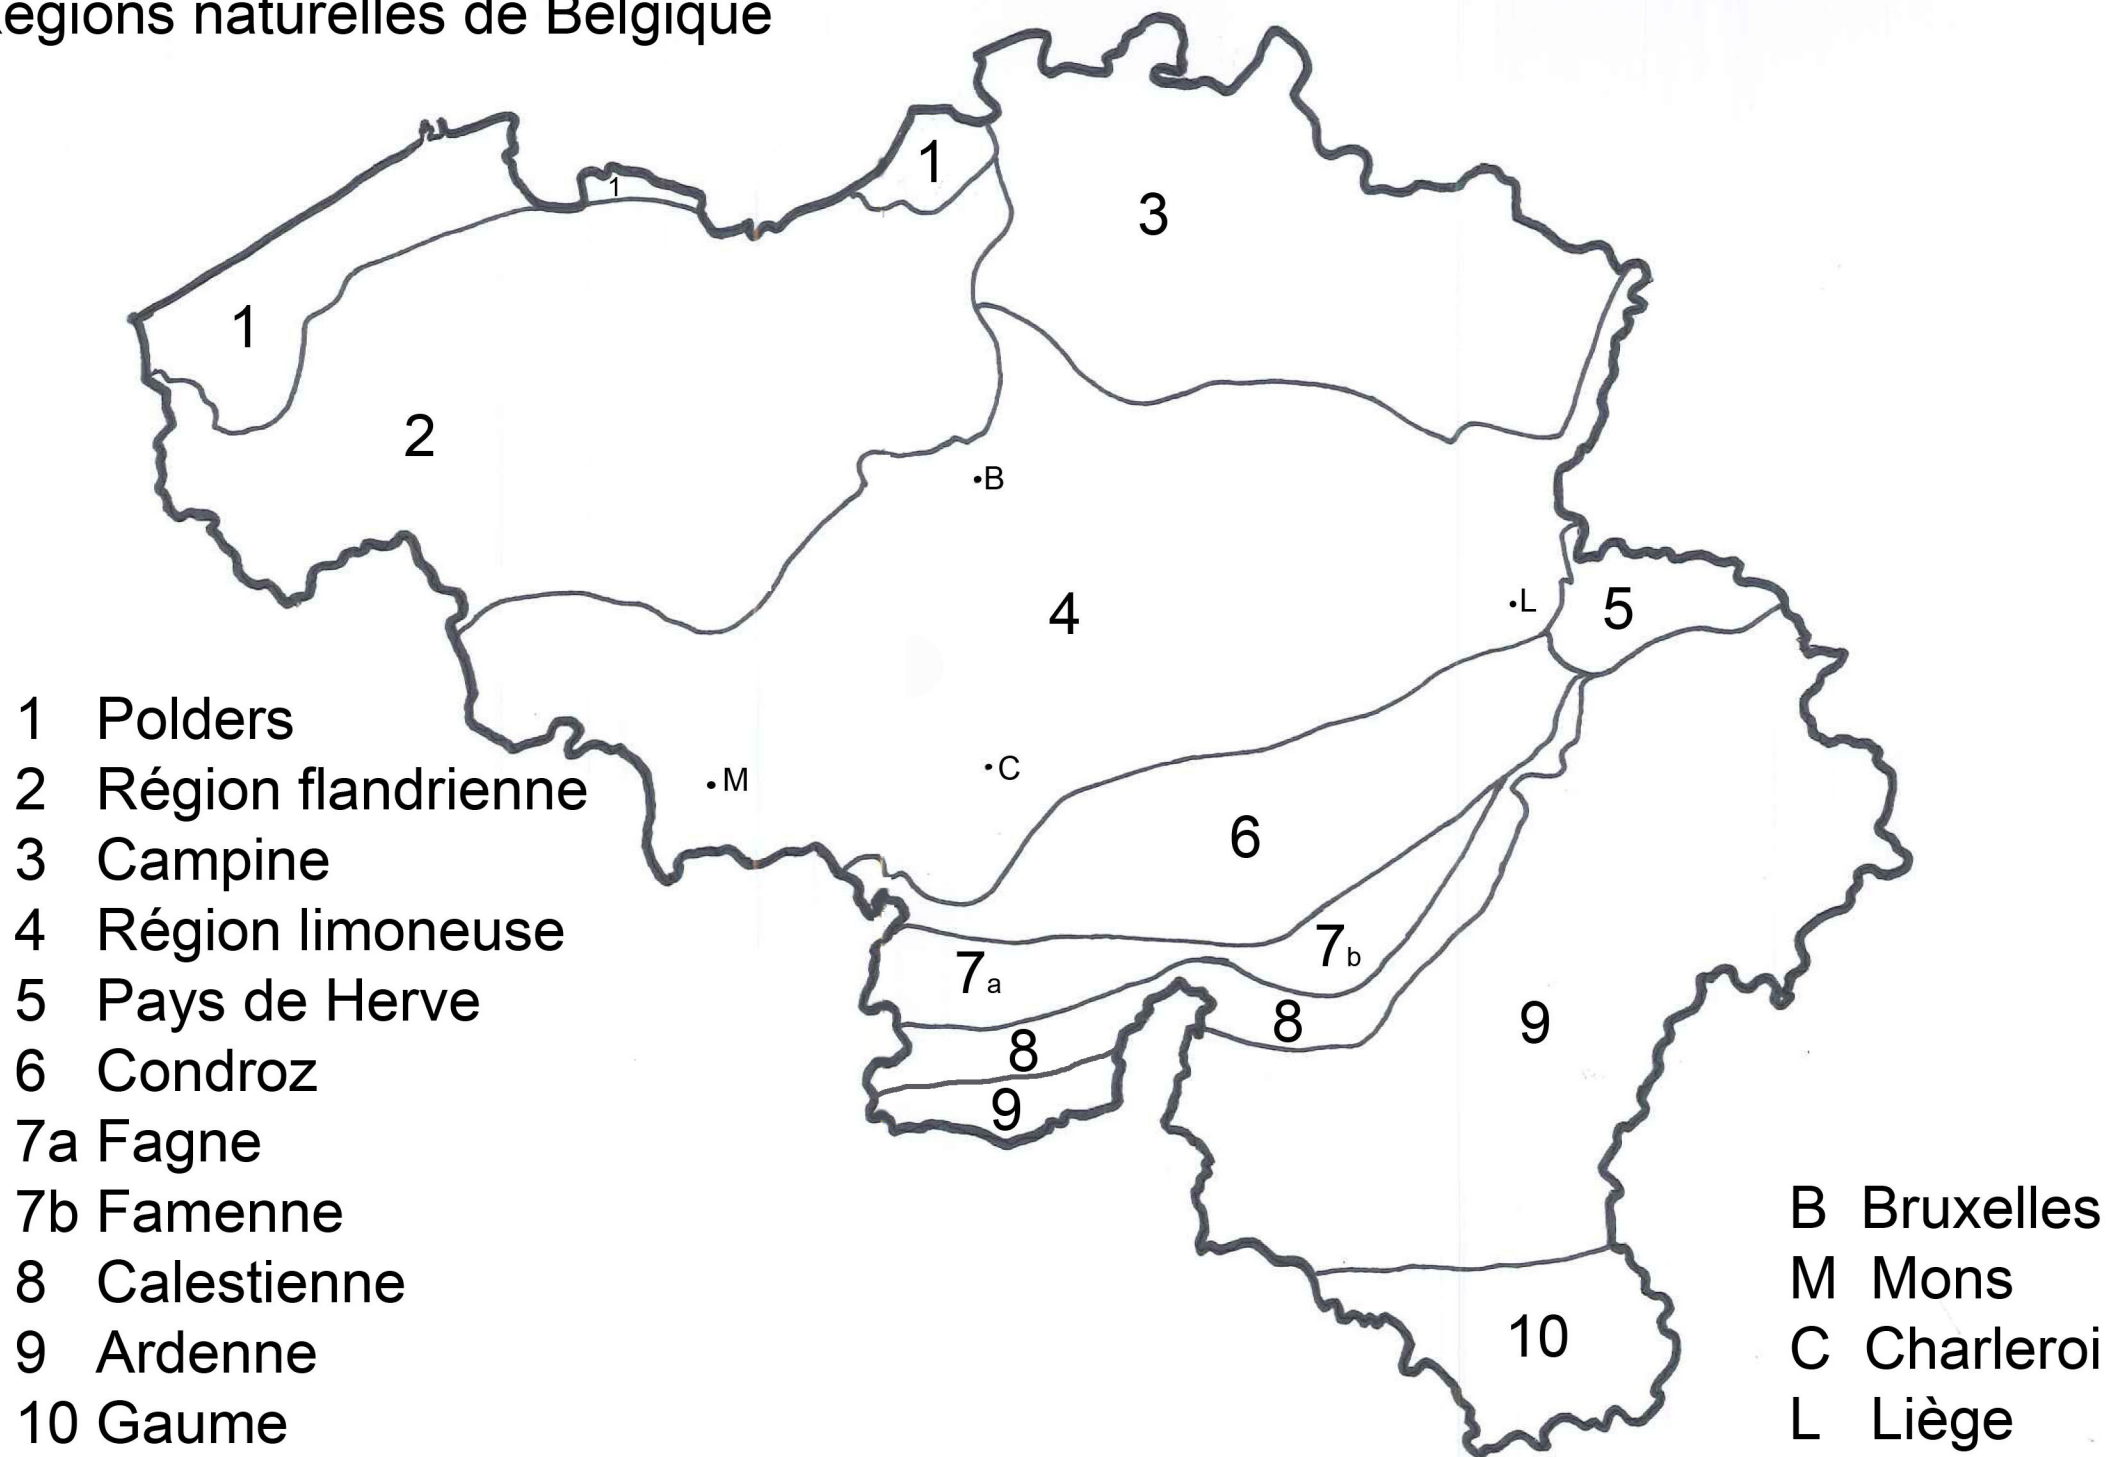 egions naturelles de Belgique
1
1
1
3
2
B
4
L
5
M
C
6
7b
7a
8
8
9
9
10
1 Polders
2 Région flandrienne
3 Campine
4 Région limoneuse
5 Pays de Herve
6 Condroz
7a Fagne
7b Famenne
8 Calestienne
9 Ardenne
10 Gaume
B Bruxelles
M Mons
C Charleroi
L Liège